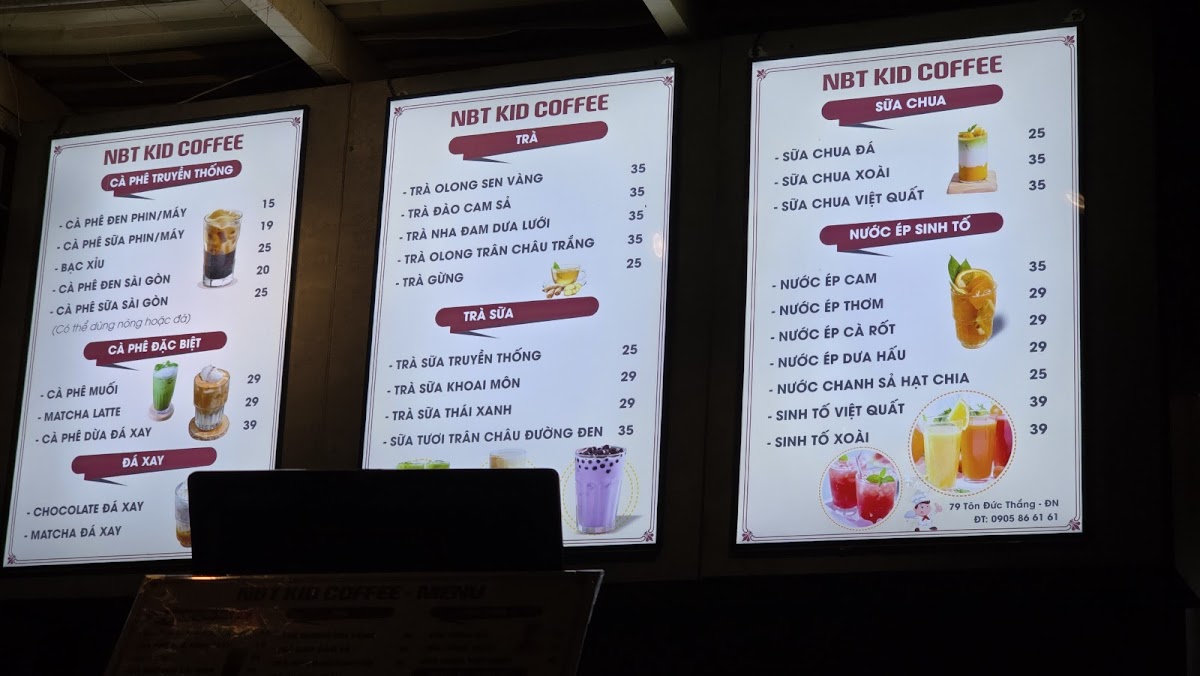 NBT KID COFFEE
CÀ PHÊ TRUYỀN THỐNG
- CÀ PHÊ ĐEN PHIN/MÁY 15
- CÀ PHÊ SỮA PHIN/MÁY 19
- BẠC XỈU 25
- CÀ PHÊ ĐEN SÀI GÒN 20
- CÀ PHÊ SỮA SÀI GÒN 25
(Có thể dùng nóng hoặc đá)
CÀ PHÊ ĐẶC BIỆT
- CÀ PHÊ MUỐI 29
- MATCHA LATTE 29
- CÀ PHÊ DỪA ĐÁ XAY 39
ĐÁ XAY
- CHOCOLATE ĐÁ XAY
- MATCHA ĐÁ XAY
NBT KID COFFEE
TRÀ
- TRÀ OLONG SEN VÀNG 35
- TRÀ ĐÀO CAM SẢ 35
- TRÀ NHA ĐAM DƯA LƯỚI 35
- TRÀ OLONG TRÂN CHÂU TRẮNG 35
- TRÀ GỪNG 25
TRÀ SỮA
- TRÀ SỮA TRUYỀN THỐNG 25
- TRÀ SỮA KHOAI MÔN 29
- TRÀ SỮA THÁI XANH 29
- SỮA TƯƠI TRÂN CHÂU ĐƯỜNG ĐEN 35
NBT KID COFFEE
SỮA CHUA
- SỮA CHUA ĐÁ 25
- SỮA CHUA XOÀI 35
- SỮA CHUA VIỆT QUẤT 35
NƯỚC ÉP SINH TỐ
- NƯỚC ÉP CAM 35
- NƯỚC ÉP THƠM 29
- NƯỚC ÉP CÀ RỐT 29
- NƯỚC ÉP DƯA HẤU 29
- NƯỚC CHANH SẢ HẠT CHIA 25
- SINH TỐ VIỆT QUẤT 39
- SINH TỐ XOÀI 39
79 Tôn Đức Thắng - ĐN
ĐT: 0905 86 61 61
NBT KID COFFEE - MENU